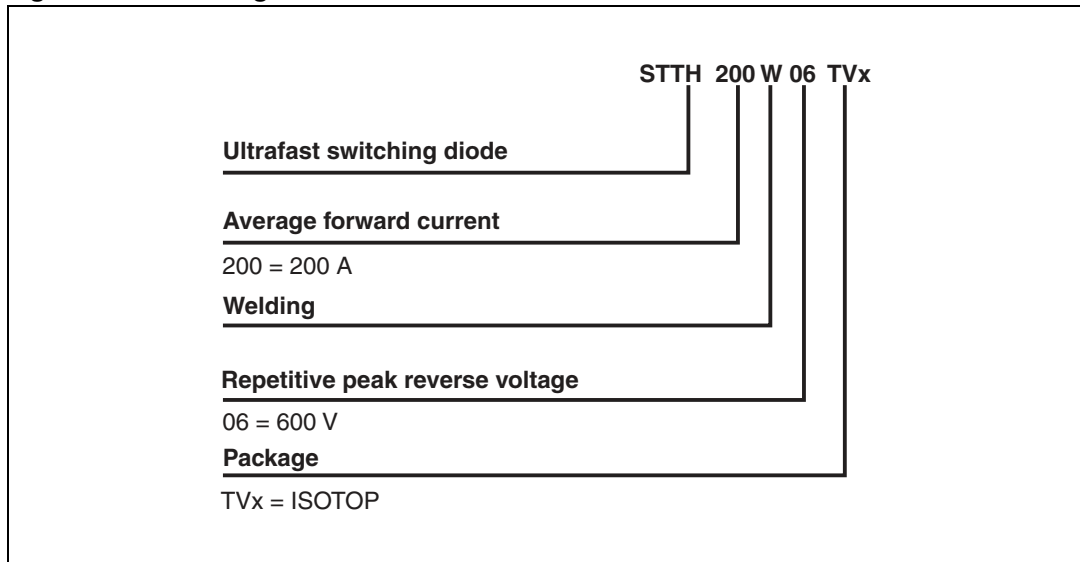 STTH 200 W 06 TVx
Ultrafast switching diode
Average forward current
200 = 200 A
Welding
Repetitive peak reverse voltage
06 = 600 V
Package
TVx = ISOTOP